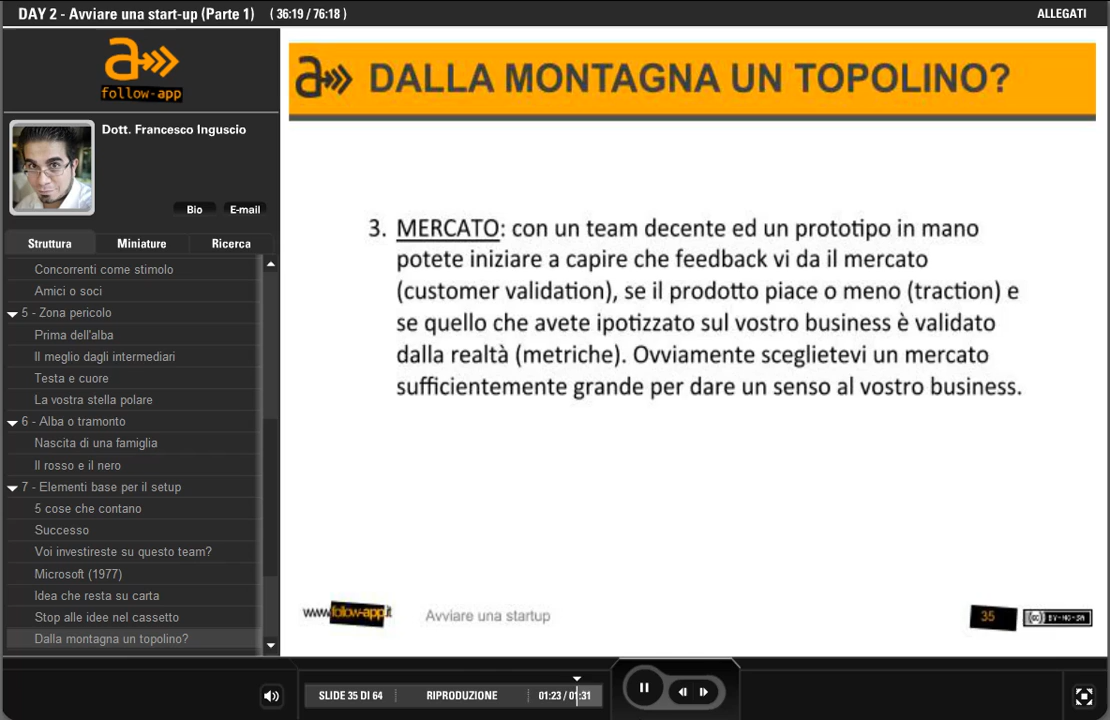 DAY 2 - Avviare una start-up (Parte 1) ( 36:19 / 76:18 )
ALLEGATI
a
follow-app
Dott. Francesco Inguscio
Bio E-mail
Struttura Miniature Ricerca
Concorrenti come stimolo
Amici o soci
5 - Zona pericolo
Prima dell'alba
Il meglio dagli intermediari
Testa e cuore
La vostra stella polare
6 - Alba o tramonto
Nascita di una famiglia
Il rosso e il nero
7 - Elementi base per il setup
5 cose che contano
Successo
Voi investireste su questo team?
Microsoft (1977)
Idea che resta su carta
Stop alle idee nel cassetto
Dalla montagna un topolino?
a DALLA MONTAGNA UN TOPOLINO?
3. MERCATO: con un team decente ed un prototipo in mano
potete iniziare a capire che feedback vi da il mercato
(customer validation), se il prodotto piace o meno (traction) e
se quello che avete ipotizzato sul vostro business è validato
dalla realtà (metriche). Ovviamente sceglietevi un mercato
sufficientemente grande per dare un senso al vostro business.
www.follow-app.it
Avviare una startup
35
(cc) BY-NC-SA
SLIDE 35 DI 64 RIPRODUZIONE 01:23 / 01:31